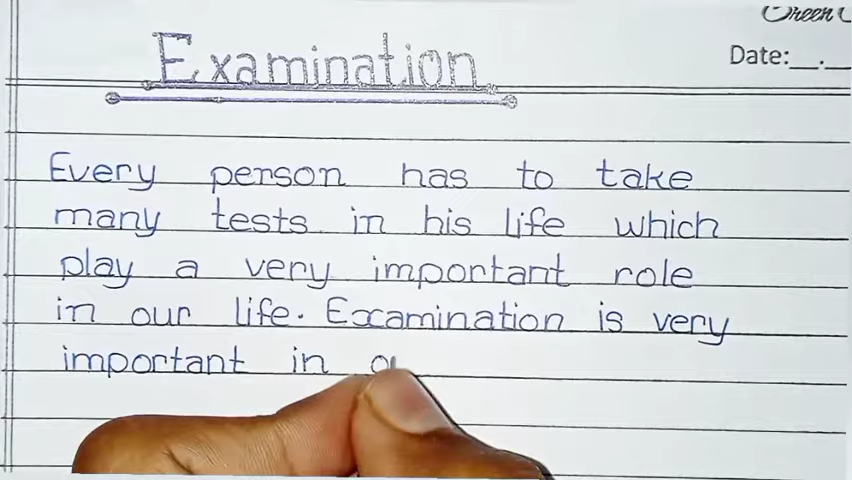 Green
Date:__.__
Examination
Every person has to take
many tests in his life which
play a very important role
in our life. Examination is very
important in